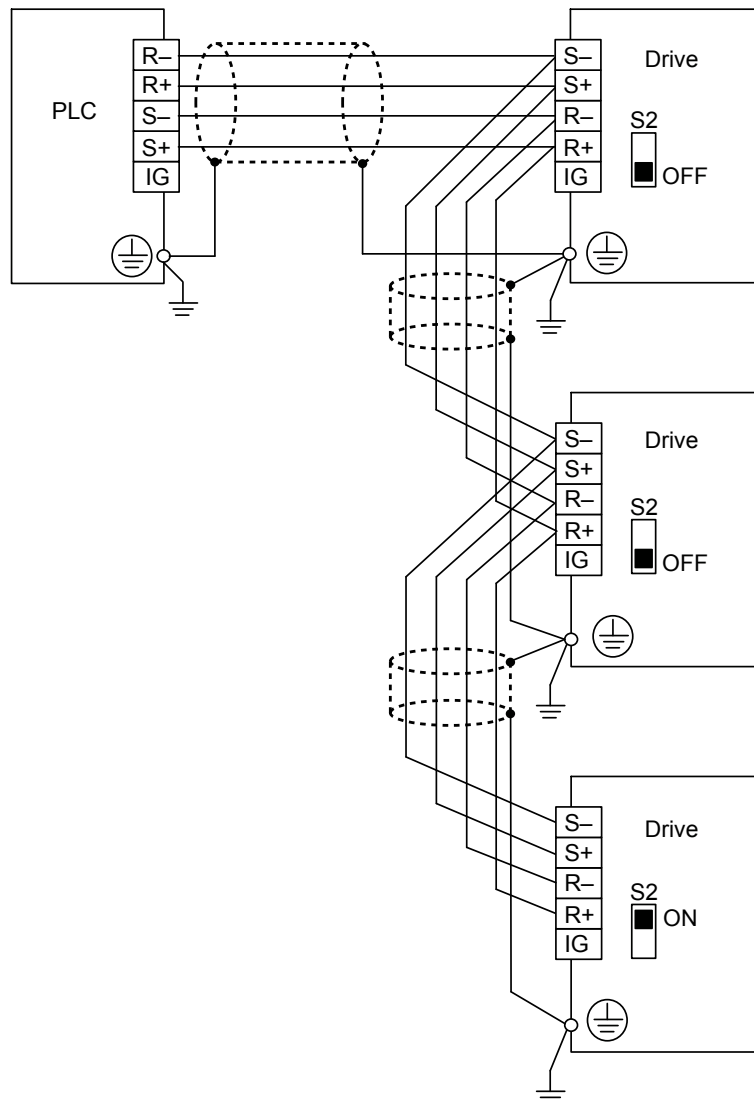 PLC
R–
R+
S–
S+
IG
S–
S+
R–
R+
IG
Drive
S2
OFF
S–
S+
R–
R+
IG
Drive
S2
OFF
S–
S+
R–
R+
IG
Drive
S2
ON